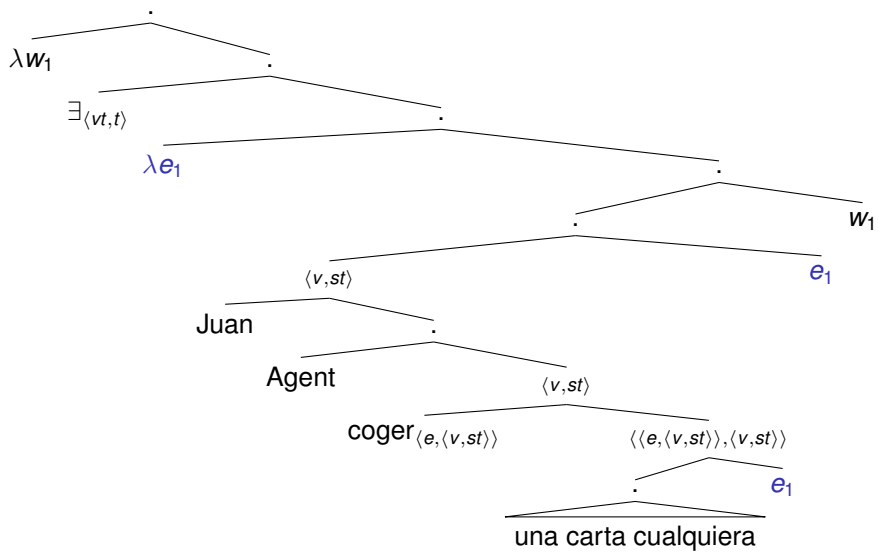 λw₁
∃⟨vt,t⟩
λe₁
w₁
⟨v,st⟩ e₁
Juan
Agent ⟨v,st⟩
coger⟨e,⟨v,st⟩⟩ ⟨⟨e,⟨v,st⟩⟩,⟨v,st⟩⟩
e₁
una carta cualquiera